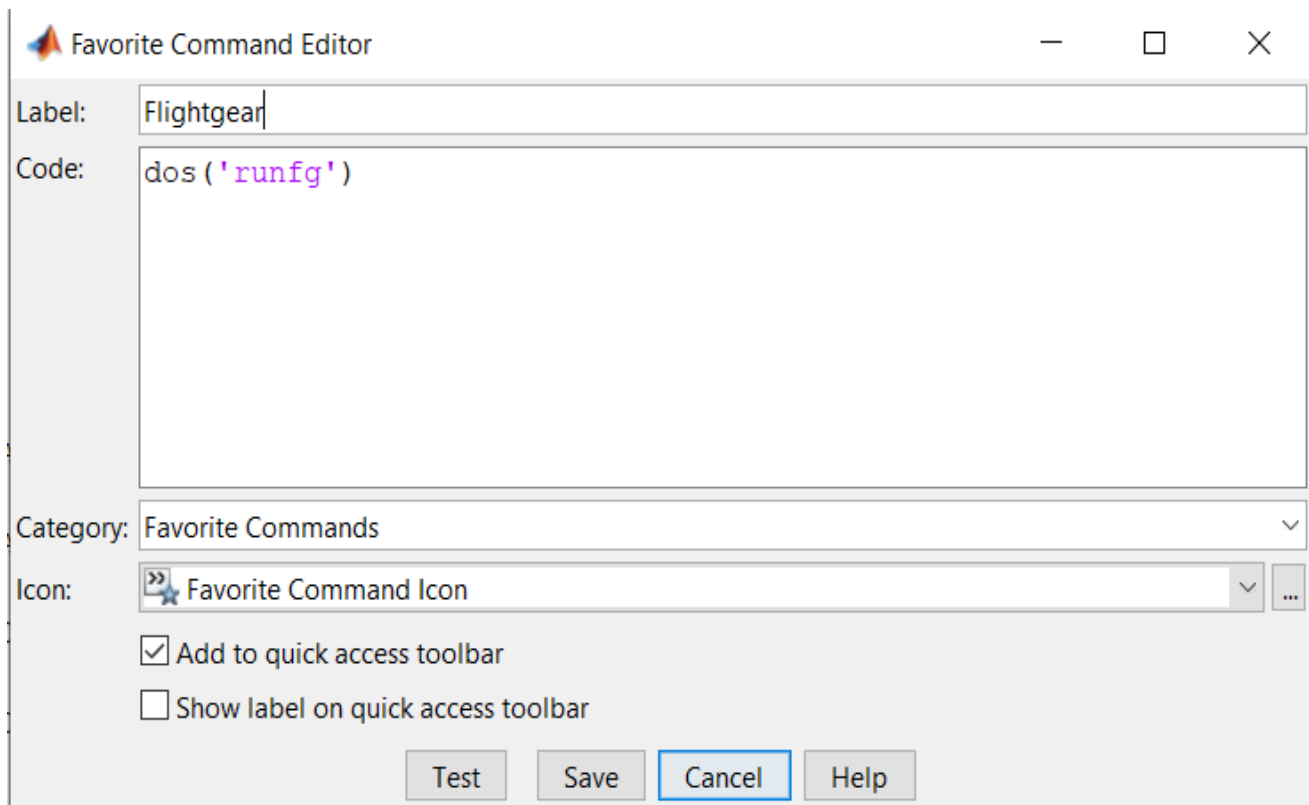 Favorite Command Editor
Label: Flightgear
Code: dos('runfg')
Category: Favorite Commands
Icon: Favorite Command Icon ...
Add to quick access toolbar
Show label on quick access toolbar
Test Save Cancel Help